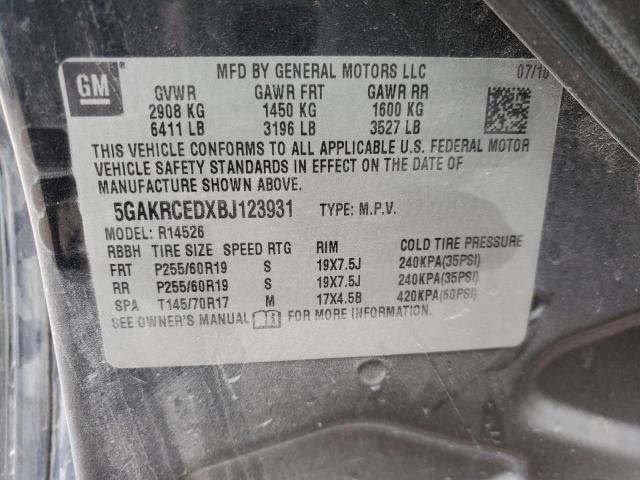 GM
MFD BY GENERAL MOTORS LLC 07/10
GVWR GAWR FRT GAWR RR
2908 KG 1450 KG 1600 KG
6411 LB 3196 LB 3527 LB
THIS VEHICLE CONFORMS TO ALL APPLICABLE U.S. FEDERAL MOTOR
VEHICLE SAFETY STANDARDS IN EFFECT ON THE DATE OF
MANUFACTURE SHOWN ABOVE.
5GAKRCEDXBJ123931 TYPE: M.P.V.
MODEL: R14526
RBBH TIRE SIZE SPEED RTG RIM COLD TIRE PRESSURE
FRT P255/60R19 S 19X7.5J 240KPA(35PSI)
RR P255/60R19 S 19X7.5J 240KPA(35PSI)
SPA T145/70R17 M 17X4.5B 420KPA(60PSI)
SEE OWNER'S MANUAL FOR MORE INFORMATION.